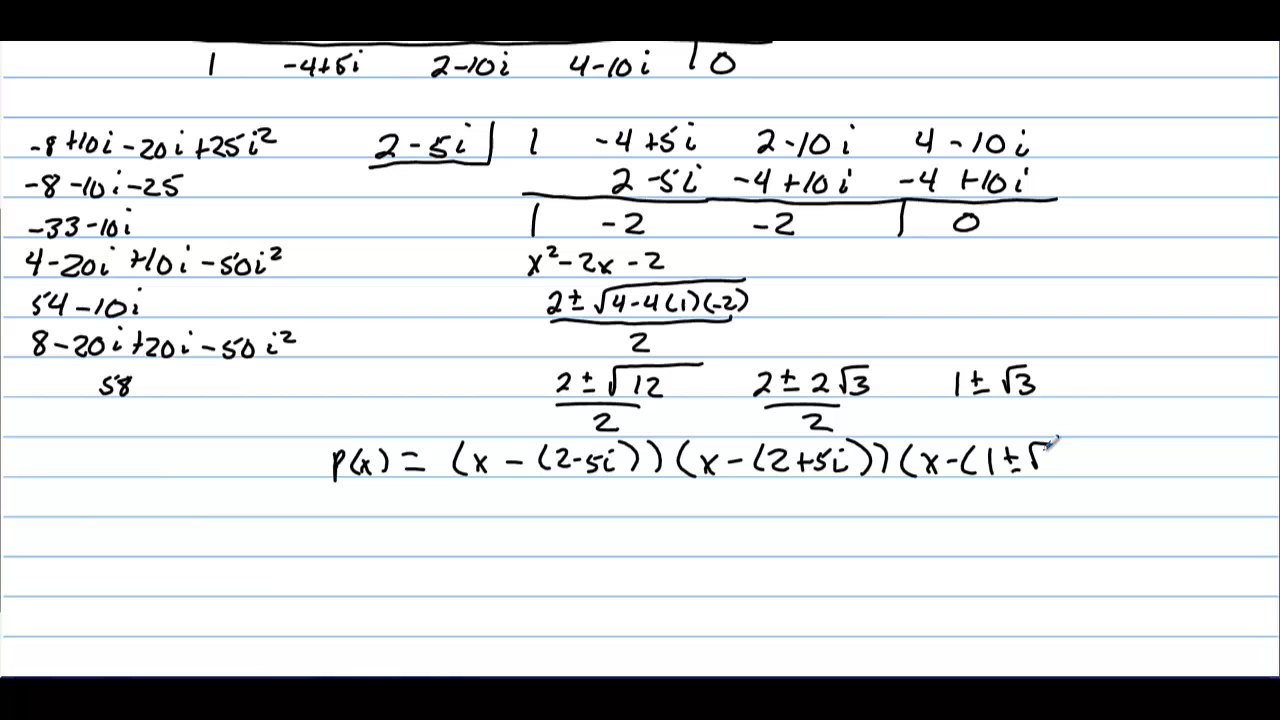 1 -4+5i 2-10i 4-10i | 0
-8+10i-20i+25i² 2-5i| 1 -4+5i 2-10i 4-10i
-8-10i-25 2-5i -4+10i -4+10i
-33-10i 1 -2 -2 | 0
4-20i+10i-50i² x²-2x-2
54-10i 2±√4-4(1)(-2)
8-20i+20i-50i² 2
58 2±√12 2±2√3 1±√3
2 2
P(x) = (x-(2-5i))(x-(2+5i))(x-(1±√